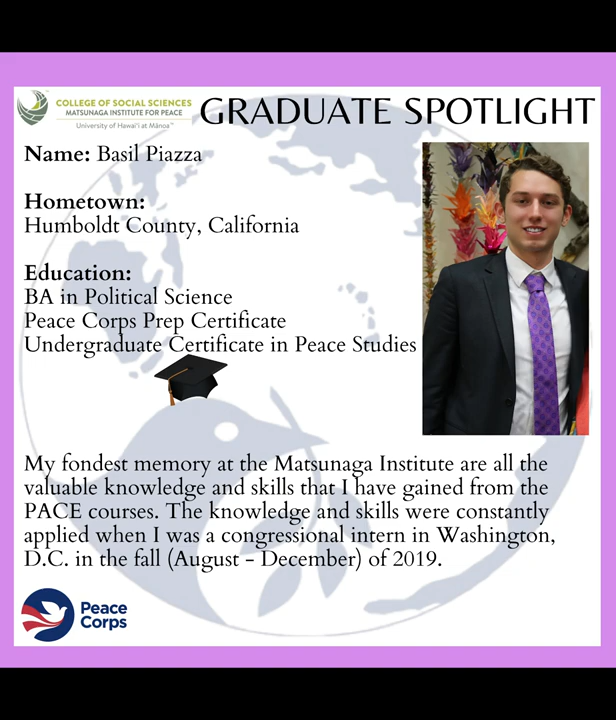 COLLEGE OF SOCIAL SCIENCES
MATSUNAGA INSTITUTE FOR PEACE
University of Hawaiʻi at Mānoa™
GRADUATE SPOTLIGHT
Name: Basil Piazza
Hometown:
Humboldt County, California
Education:
BA in Political Science
Peace Corps Prep Certificate
Undergraduate Certificate in Peace Studies
My fondest memory at the Matsunaga Institute are all the
valuable knowledge and skills that I have gained from the
PACE courses. The knowledge and skills were constantly
applied when I was a congressional intern in Washington,
D.C. in the fall (August - December) of 2019.
Peace
Corps